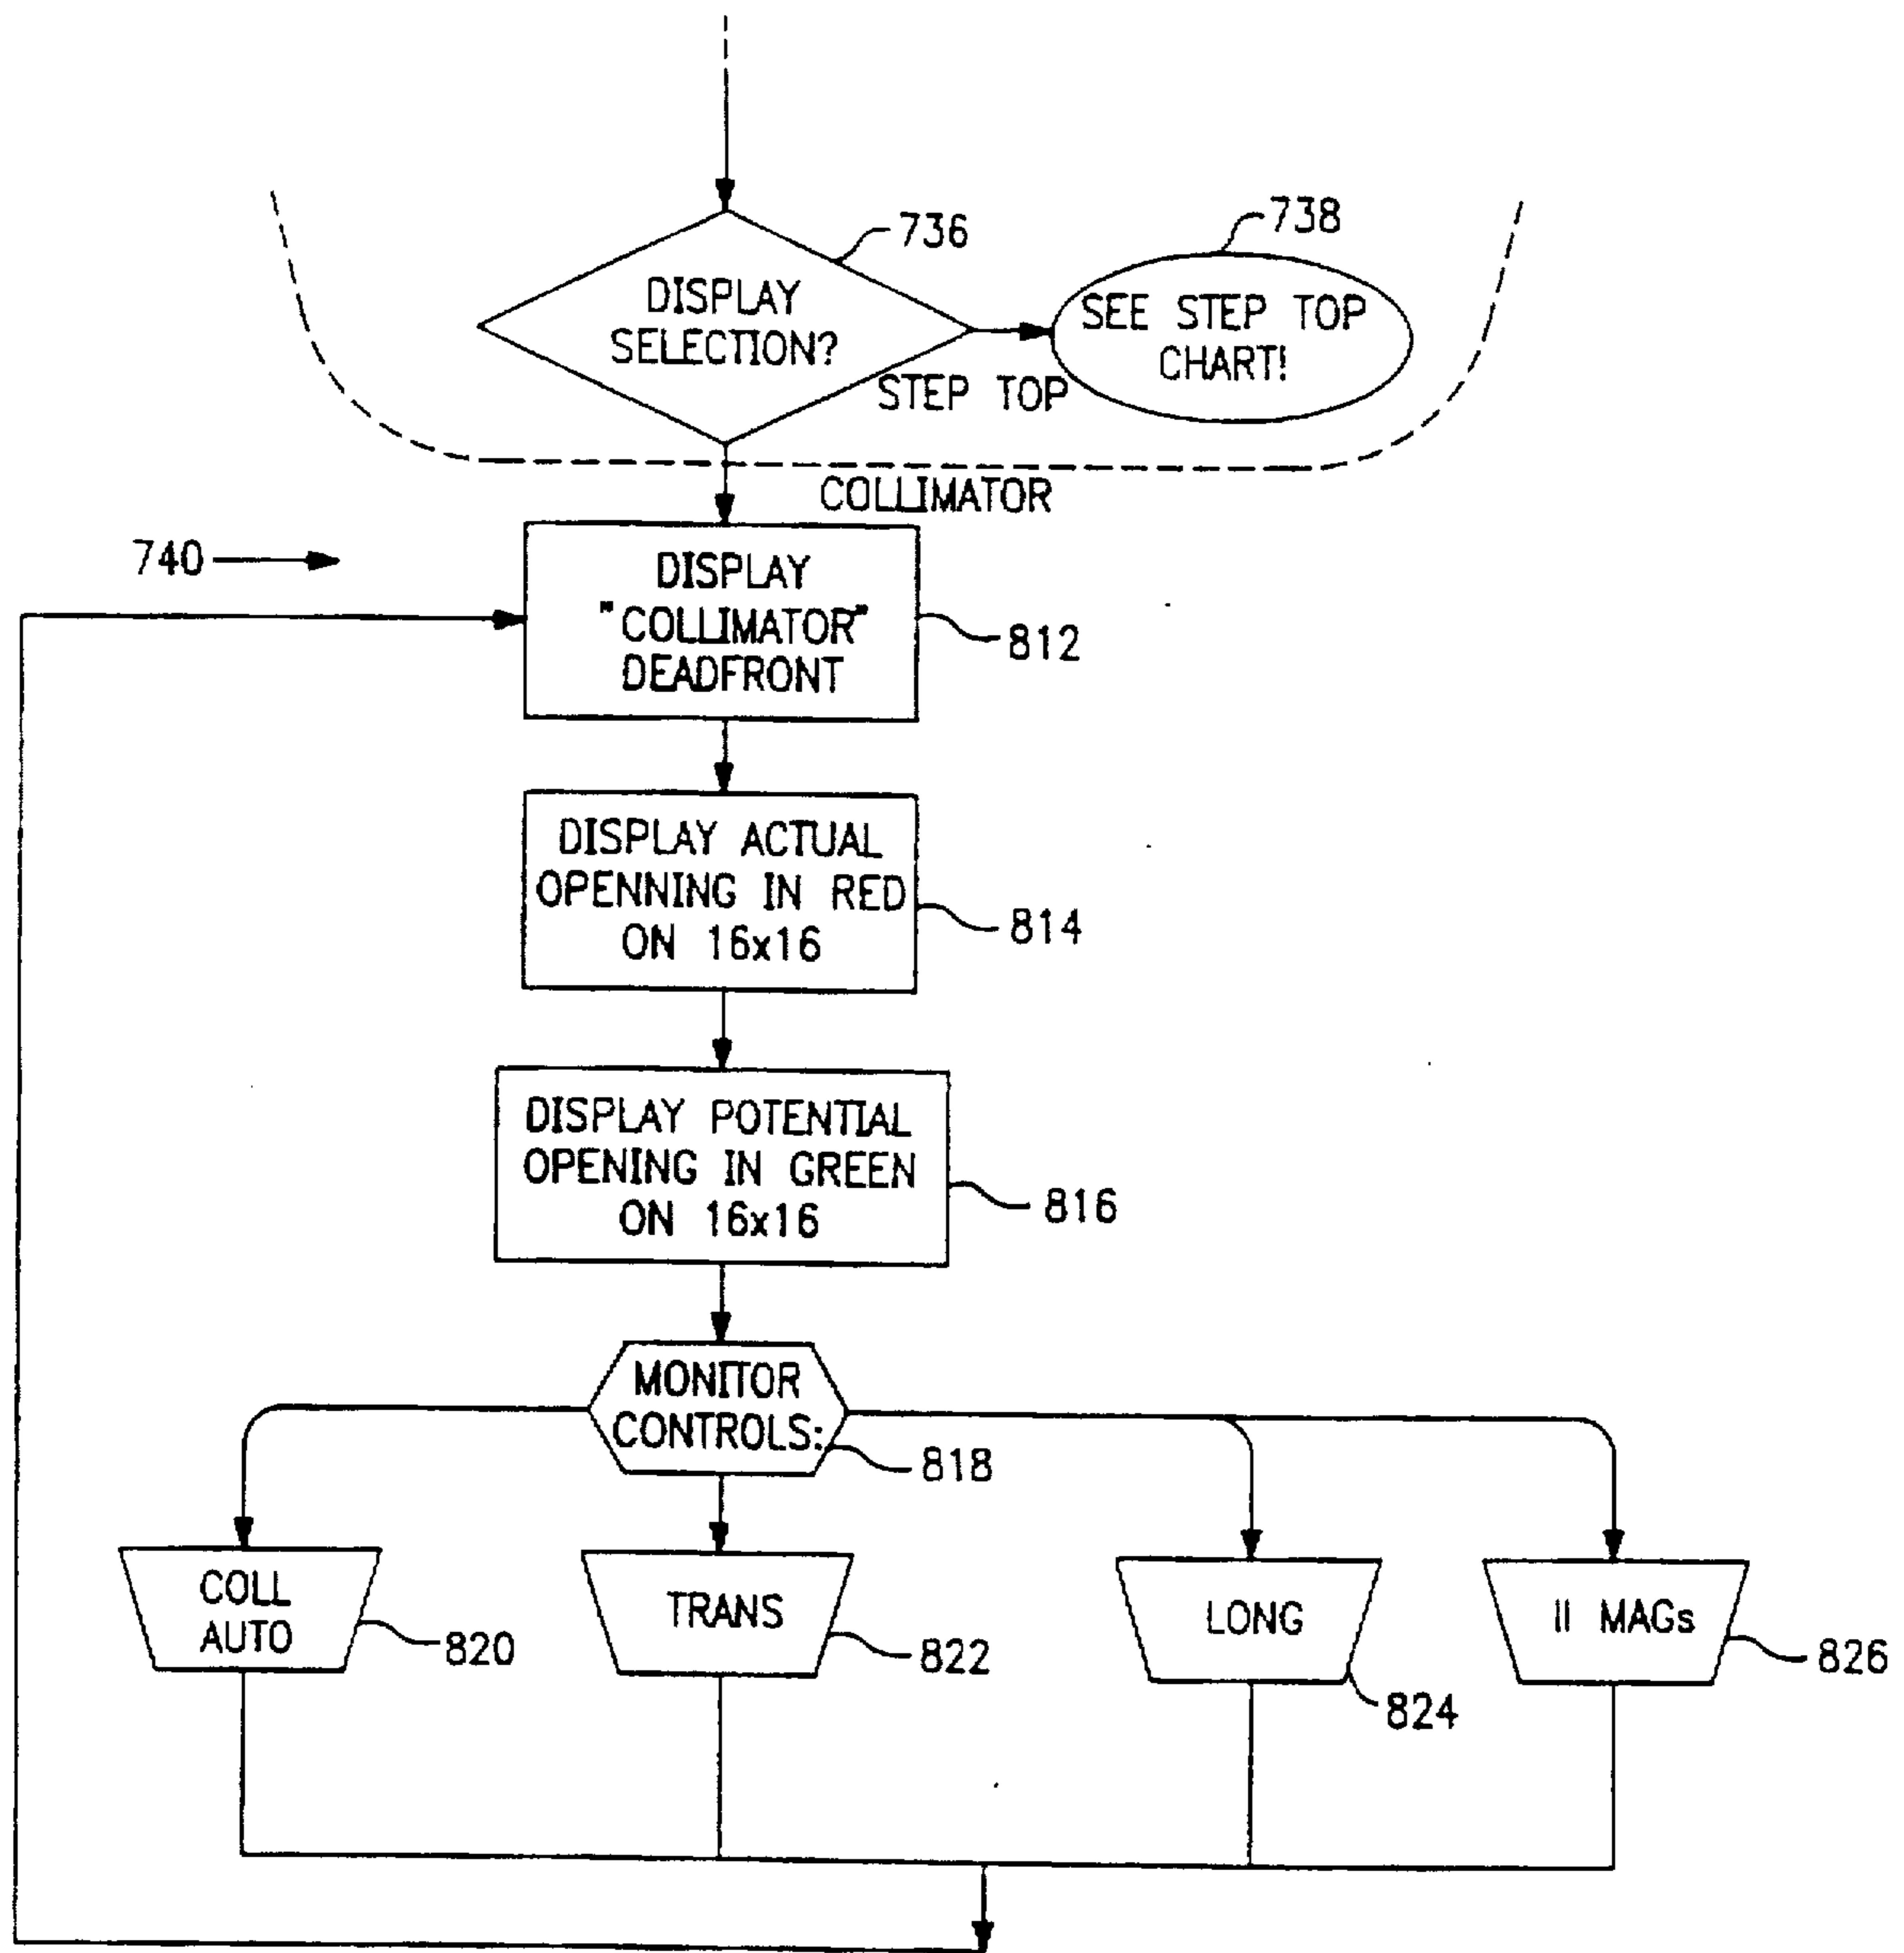 736
738
DISPLAY
SELECTION?
SEE STEP TOP
CHART!
STEP TOP
COLLIMATOR
740
DISPLAY
"COLLIMATOR"
DEADFRONT
812
DISPLAY ACTUAL
OPENNING IN RED
ON 16x16
814
DISPLAY POTENTIAL
OPENING IN GREEN
ON 16x16
816
MONITOR
CONTROLS:
818
COLL
AUTO
820
TRANS
822
LONG
824
II MAGs
826